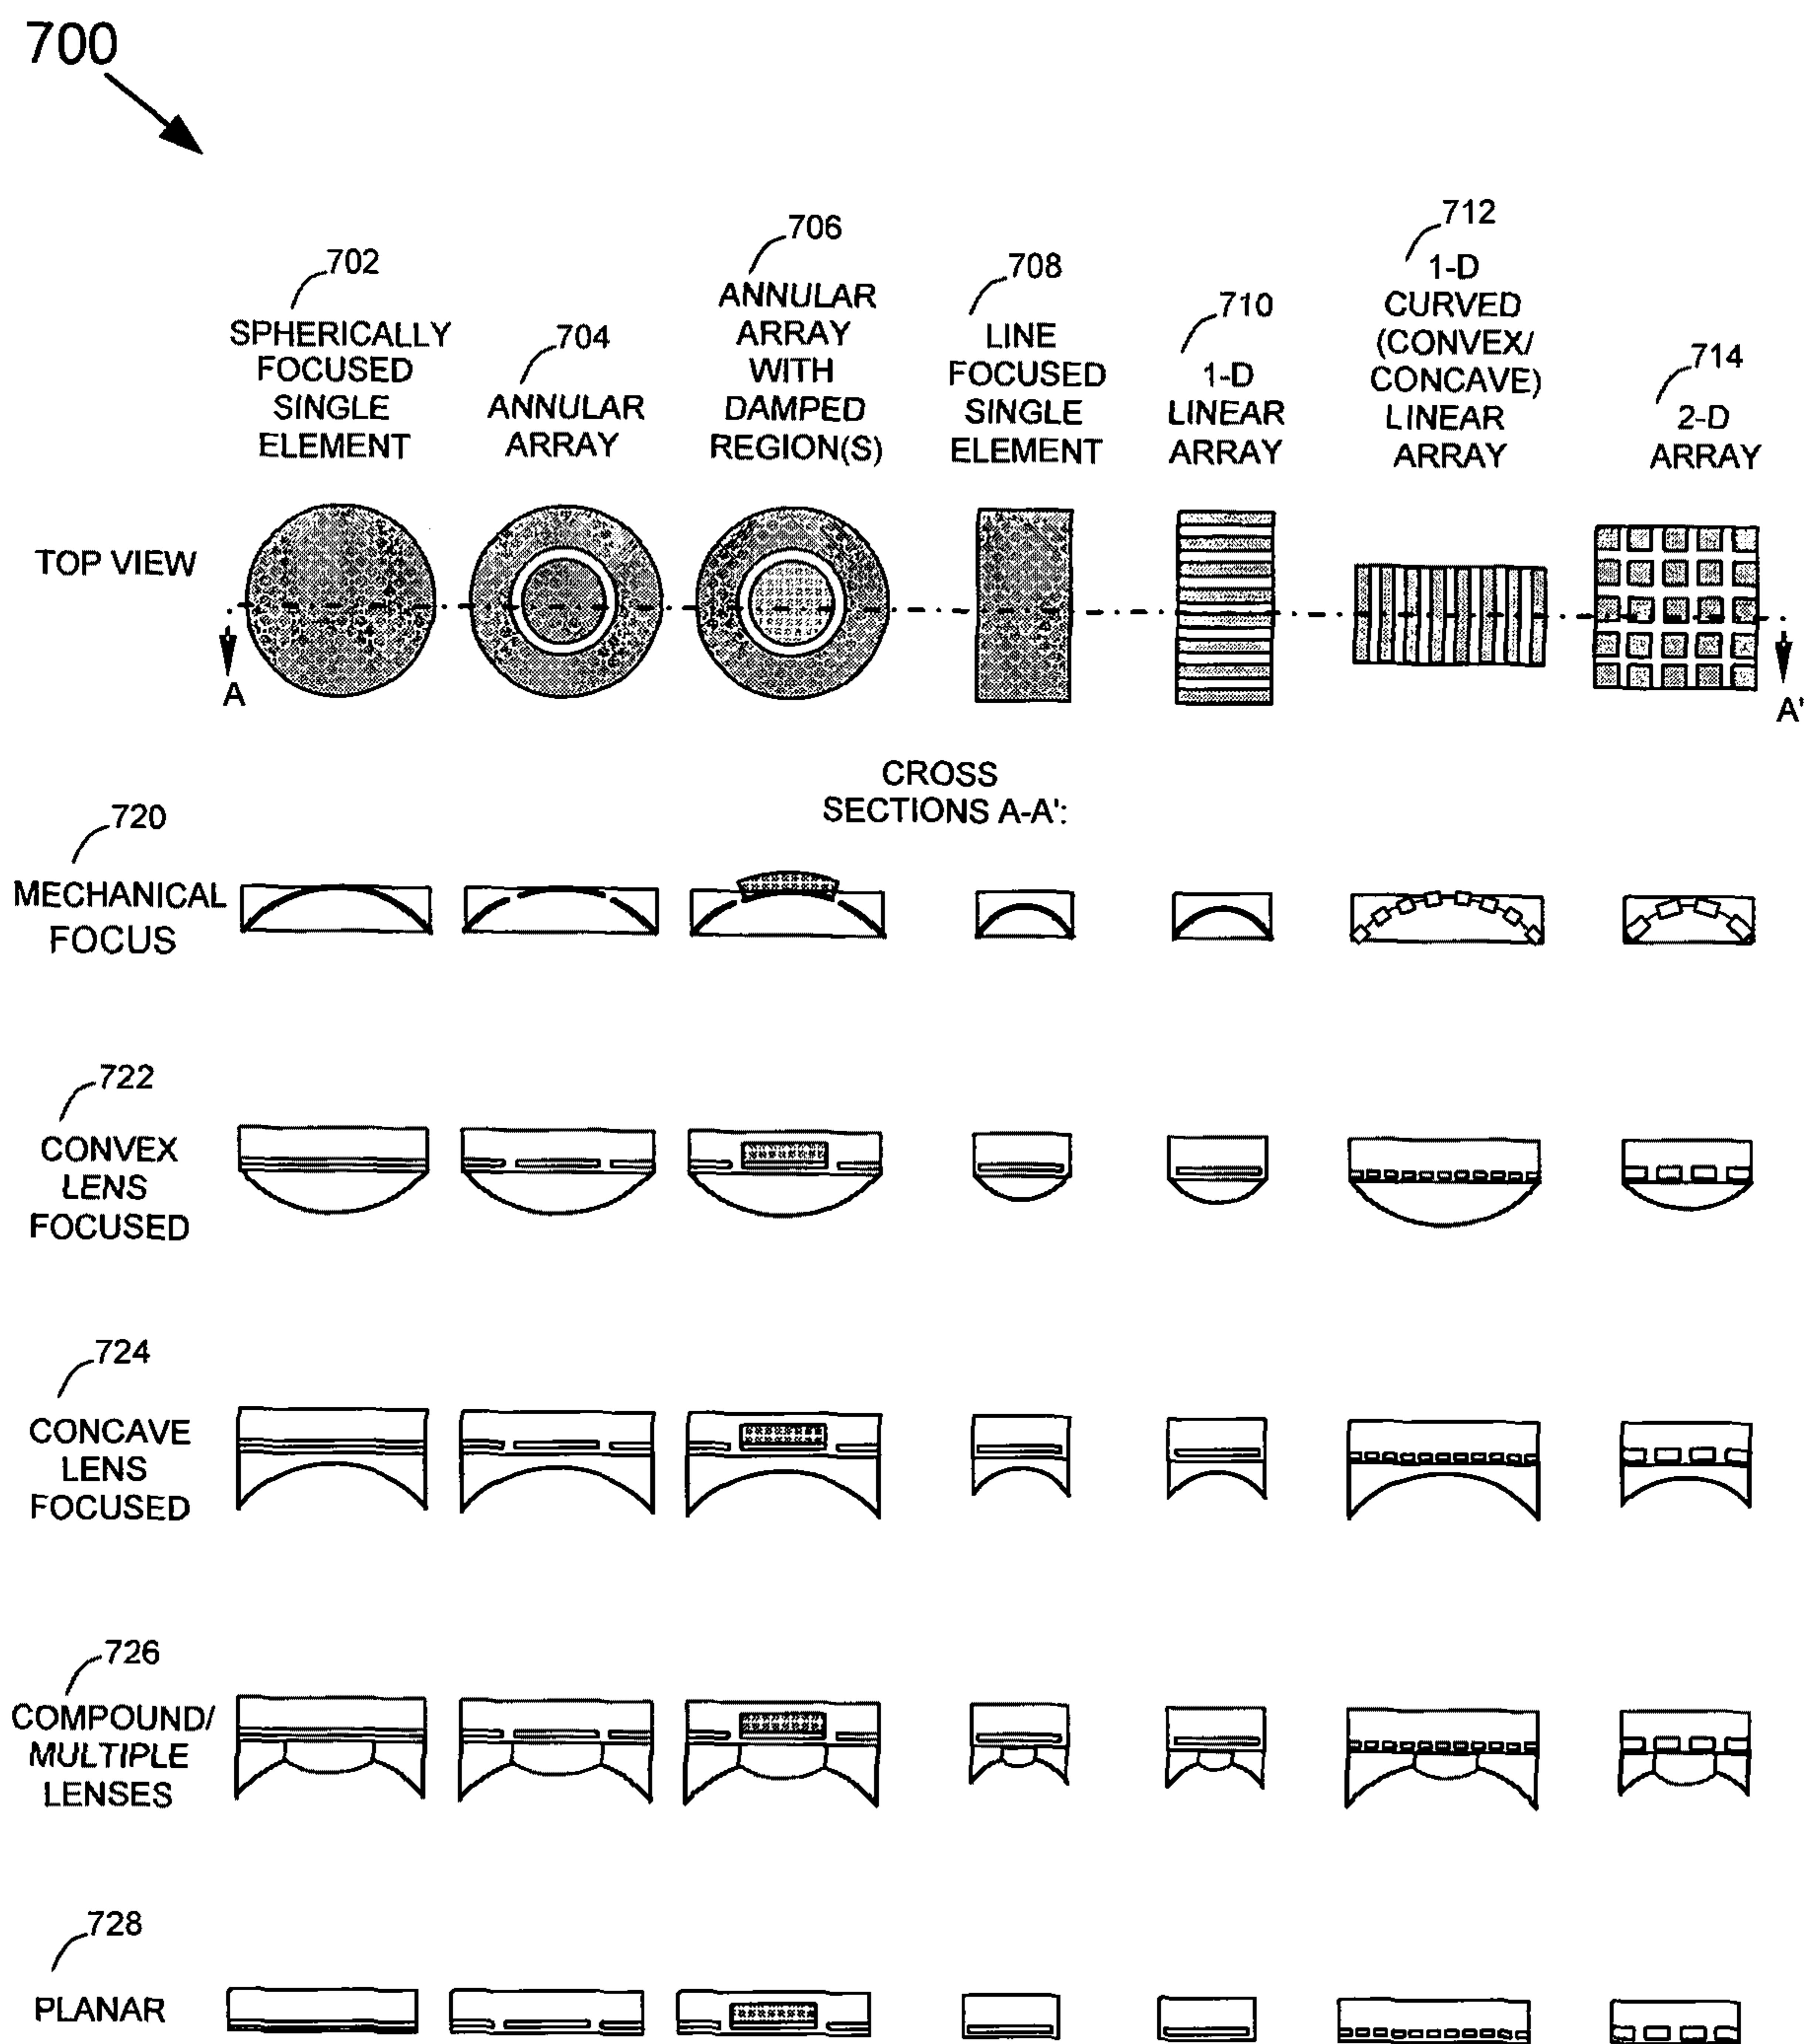 700
702
SPHERICALLY
FOCUSED
SINGLE
ELEMENT
704
ANNULAR
ARRAY
706
ANNULAR
ARRAY
WITH
DAMPED
REGION(S)
708
LINE
FOCUSED
SINGLE
ELEMENT
710
1-D
LINEAR
ARRAY
712
1-D
CURVED
(CONVEX/
CONCAVE)
LINEAR
ARRAY
714
2-D
ARRAY
TOP VIEW
A
A'
CROSS
SECTIONS A-A':
720
MECHANICAL
FOCUS
722
CONVEX
LENS
FOCUSED
724
CONCAVE
LENS
FOCUSED
726
COMPOUND/
MULTIPLE
LENSES
728
PLANAR